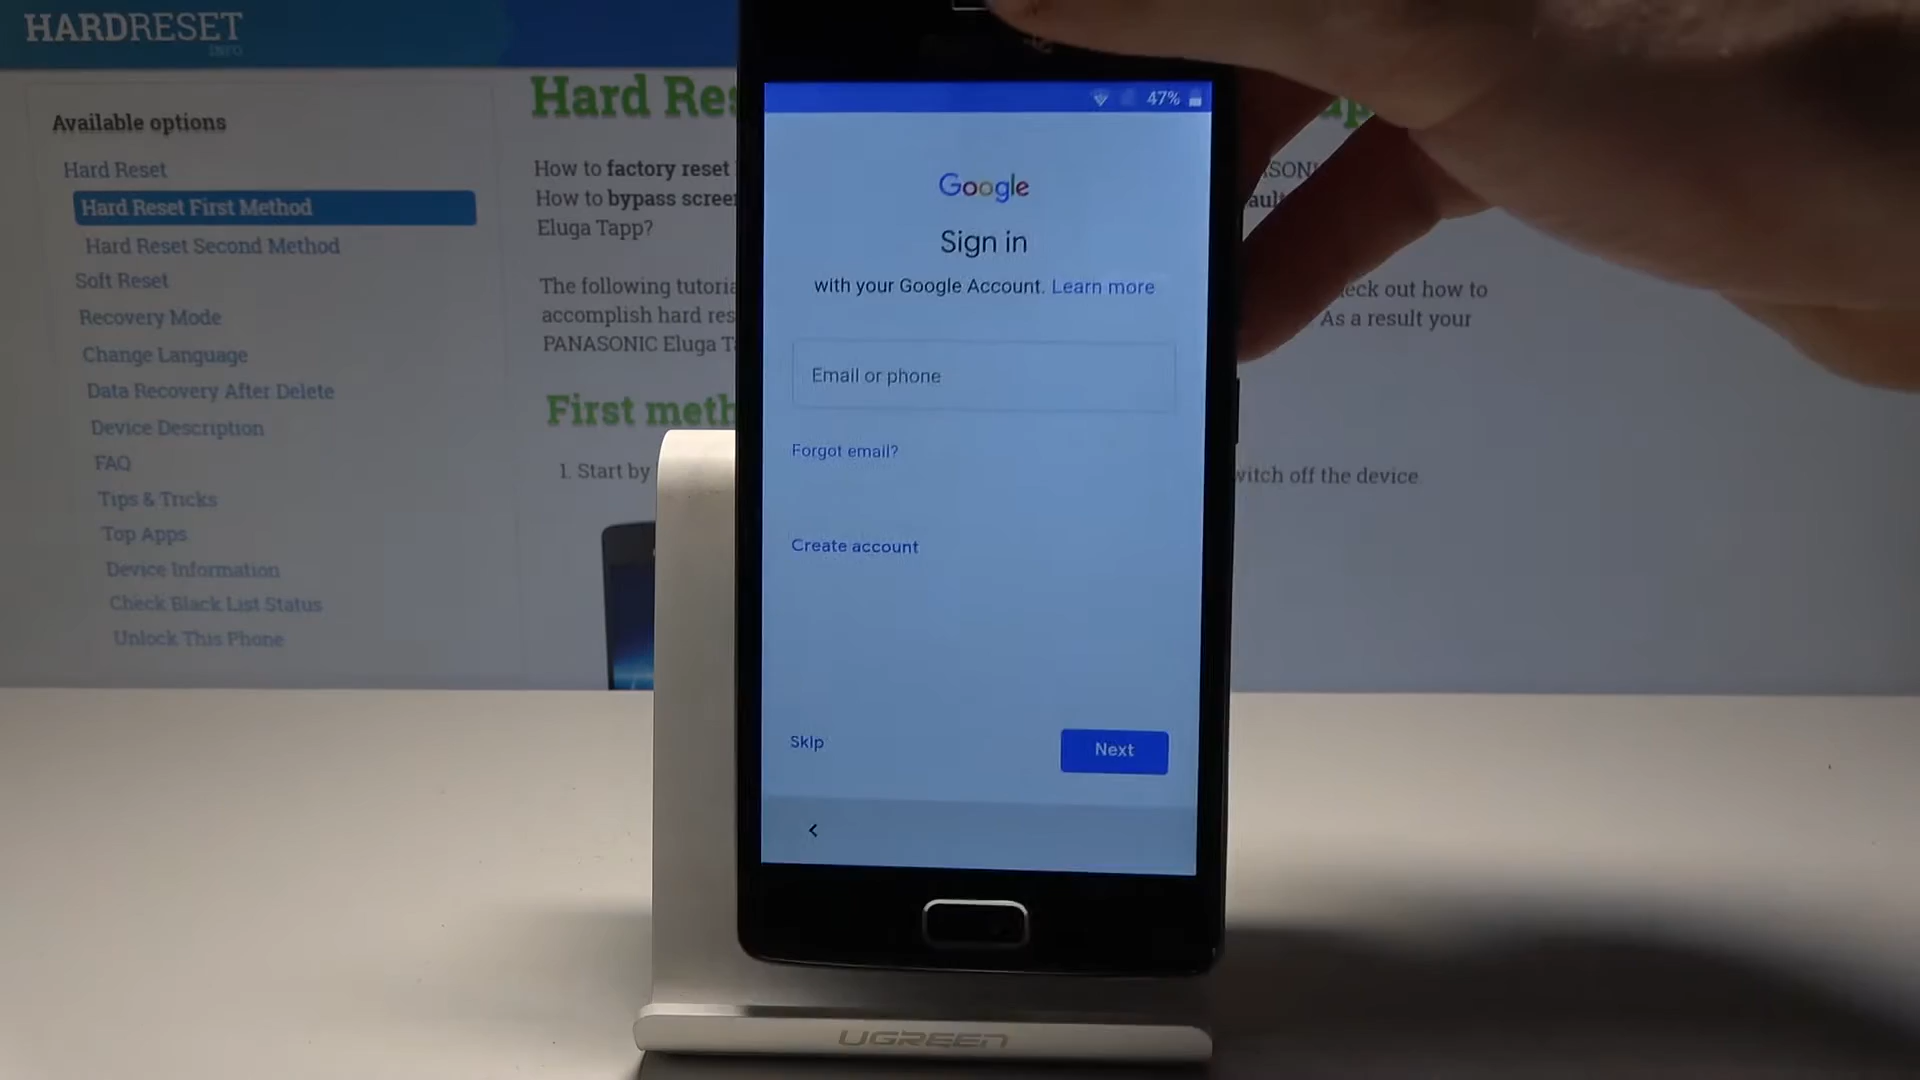 HARDRESET
INFO
Available options
Hard Reset
Hard Reset First Method
Hard Reset Second Method
Soft Reset
Recovery Mode
Change Language
Data Recovery After Delete
Device Description
FAQ
Tips & Tricks
Top Apps
Device Information
Check Black List Status
Unlock This Phone
Hard Res
How to factory reset
How to bypass screen
Eluga Tapp?
The following tutoria
accomplish hard res
PANASONIC Eluga T
eck out how to
As a result your
First meth
1. Start by
witch off the device
47%
Google
Sign in
with your Google Account. Learn more
Email or phone
Forgot email?
Create account
Skip
Next
UGREEN